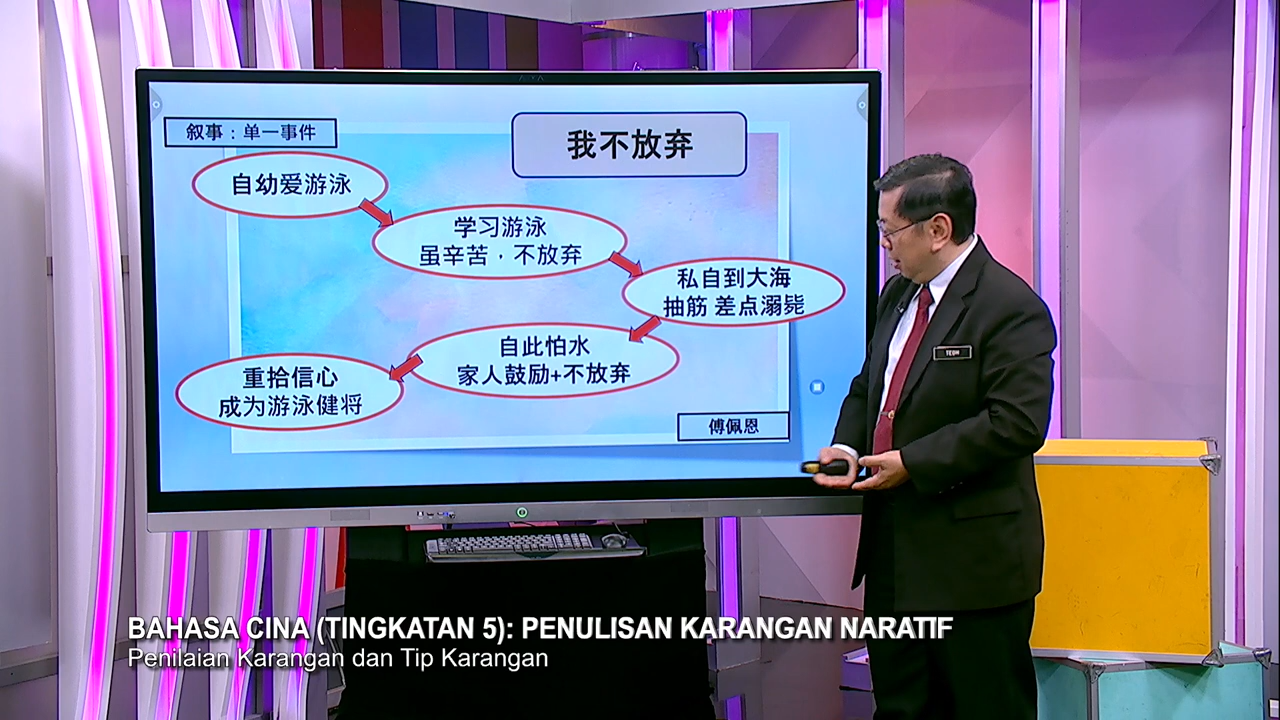 叙事：单一事件
我不放弃
自幼爱游泳
学习游泳
虽辛苦，不放弃
私自到大海
抽筋 差点溺毙
自此怕水
家人鼓励+不放弃
重拾信心
成为游泳健将
傅佩恩
TEOH
BAHASA CINA (TINGKATAN 5): PENULISAN KARANGAN NARATIF
Penilaian Karangan dan Tip Karangan